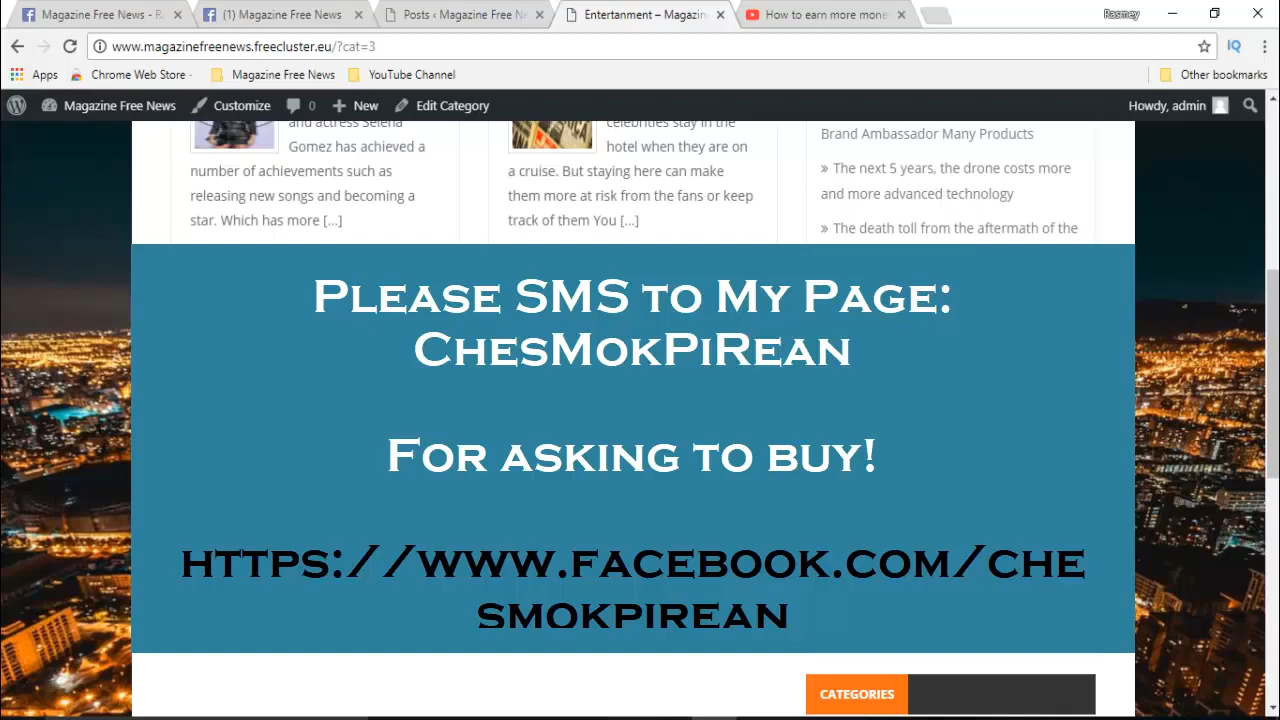 Magazine Free News - R
(1) Magazine Free News
Posts ‹ Magazine Free Ne
Entertanment – Magazin
How to earn more mone
Rasmey
www.magazinefreenews.freecluster.eu/?cat=3
Apps
Chrome Web Store -
Magazine Free News
YouTube Channel
Other bookmarks
Magazine Free News
Customize
0
New
Edit Category
Howdy, admin
and actress Selena
Gomez has achieved a
number of achievements such as
releasing new songs and becoming a
star. Which has more [...]
celebrities stay in the
hotel when they are on
a cruise. But staying here can make
them more at risk from the fans or keep
track of them You [...]
Brand Ambassador Many Products
» The next 5 years, the drone costs more
and more advanced technology
» The death toll from the aftermath of the
Please SMS to My Page:
ChesMokPiRean
For asking to buy!
https://www.facebook.com/che
smokpirean
CATEGORIES